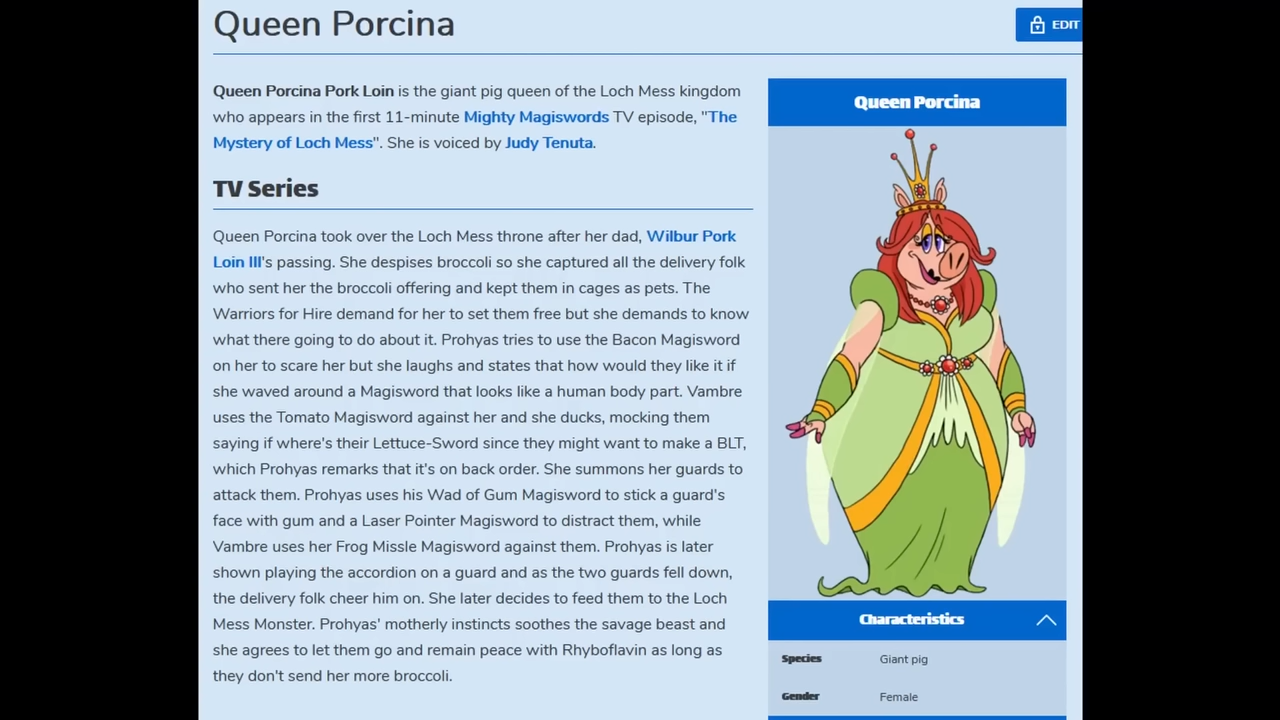 Queen Porcina
EDIT
Queen Porcina Pork Loin is the giant pig queen of the Loch Mess kingdom
who appears in the first 11-minute Mighty Magiswords TV episode, "The
Mystery of Loch Mess". She is voiced by Judy Tenuta.
TV Series
Queen Porcina took over the Loch Mess throne after her dad, Wilbur Pork
Loin III's passing. She despises broccoli so she captured all the delivery folk
who sent her the broccoli offering and kept them in cages as pets. The
Warriors for Hire demand for her to set them free but she demands to know
what there going to do about it. Prohyas tries to use the Bacon Magisword
on her to scare her but she laughs and states that how would they like it if
she waved around a Magisword that looks like a human body part. Vambre
uses the Tomato Magisword against her and she ducks, mocking them
saying if where's their Lettuce-Sword since they might want to make a BLT,
which Prohyas remarks that it's on back order. She summons her guards to
attack them. Prohyas uses his Wad of Gum Magisword to stick a guard's
face with gum and a Laser Pointer Magisword to distract them, while
Vambre uses her Frog Missle Magisword against them. Prohyas is later
shown playing the accordion on a guard and as the two guards fell down,
the delivery folk cheer him on. She later decides to feed them to the Loch
Mess Monster. Prohyas' motherly instincts soothes the savage beast and
she agrees to let them go and remain peace with Rhyboflavin as long as
they don't send her more broccoli.
Queen Porcina
Characteristics
Species Giant pig
Gender Female